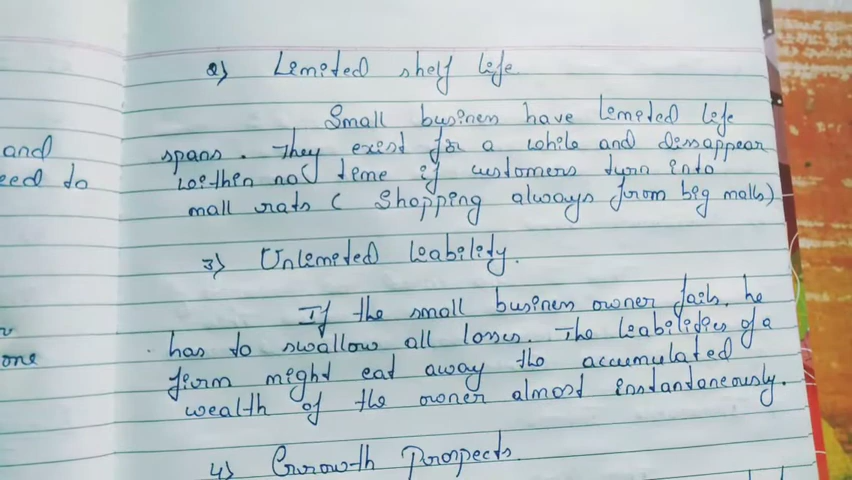 and
eed to
one
2) Limited shelf life.
Small business have limited life
spans. They exist for a while and dissappear
within not time if customers turn into
mall rats ( Shopping always from big malls)
3) Unlimited liability.
If the small business owner fails, he
has to swallow all losses. The liabilities of a
firm might eat away the accumulated
wealth of the owner almost instantaneously.
4) Growth Prospects.